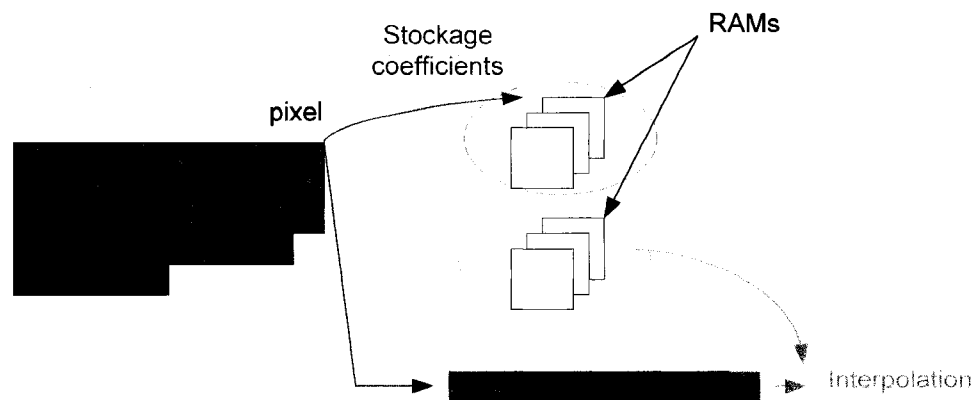 Stockage
coefficients
RAMs
pixel
Interpolation